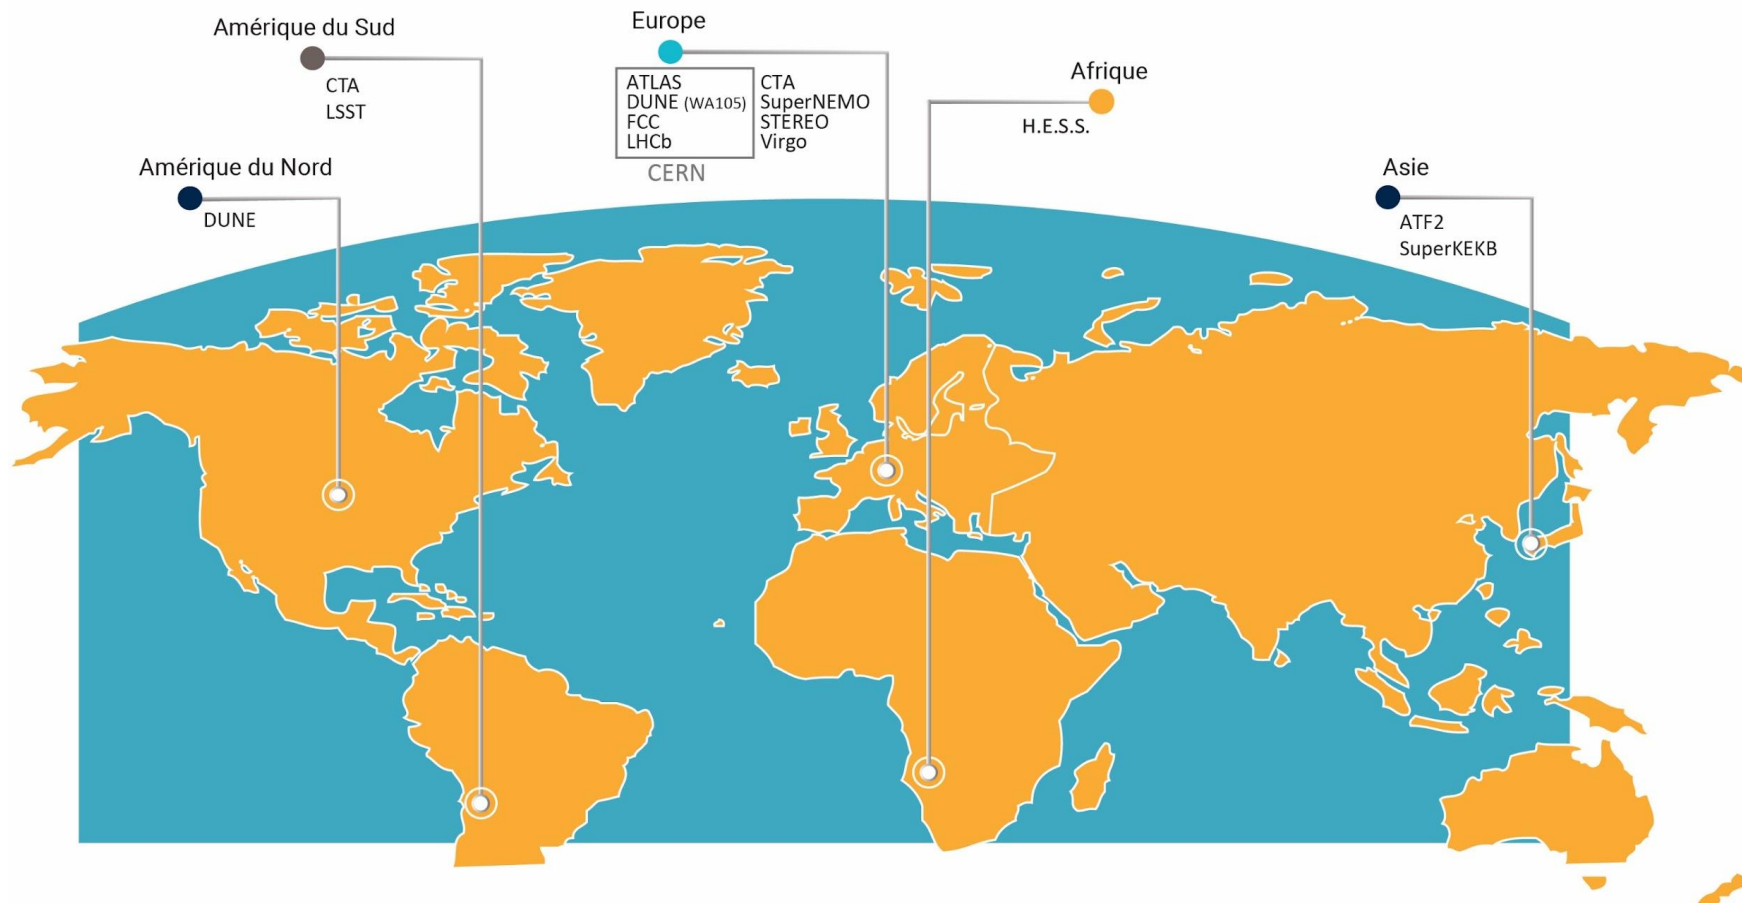 Amérique du Sud
CTA
LSST
Amérique du Nord
DUNE
Europe
ATLAS
DUNE (WA105)
FCC
LHCb
CERN
CTA
SuperNEMO
STEREO
Virgo
Afrique
H.E.S.S.
Asie
ATF2
SuperKEKB